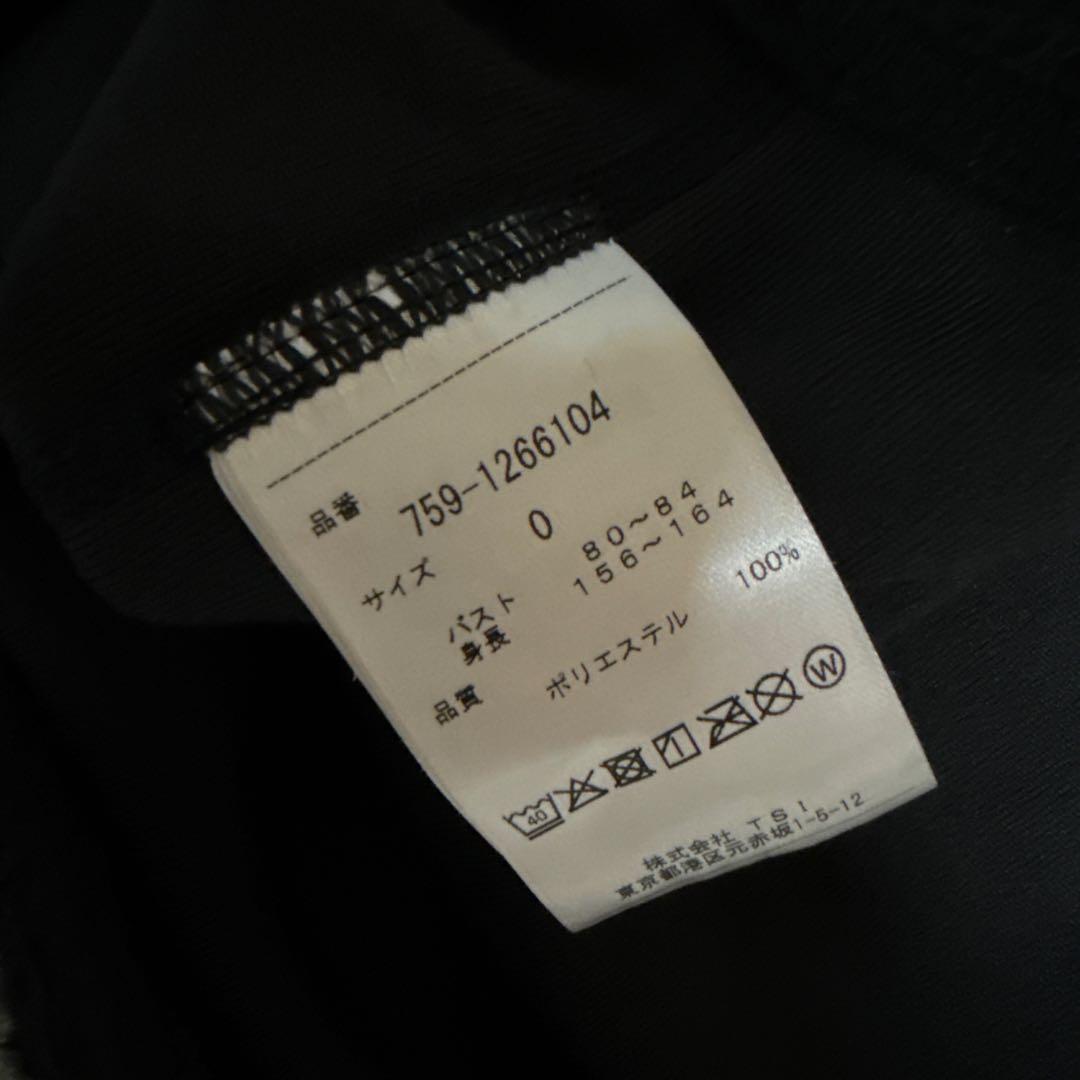 品番 759-1266104
サイズ 0
バスト 80～84
身長 156～164
品質 ポリエステル 100%
40 W
株式会社 TSI
東京都港区元赤坂1-5-12